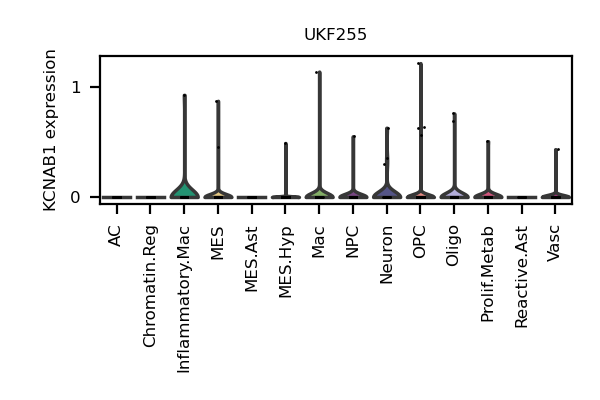 UKF255
KCNAB1 expression
1
0
AC
Chromatin.Reg
Inflammatory.Mac
MES
MES.Ast
MES.Hyp
Mac
NPC
Neuron
OPC
Oligo
Prolif.Metab
Reactive.Ast
Vasc